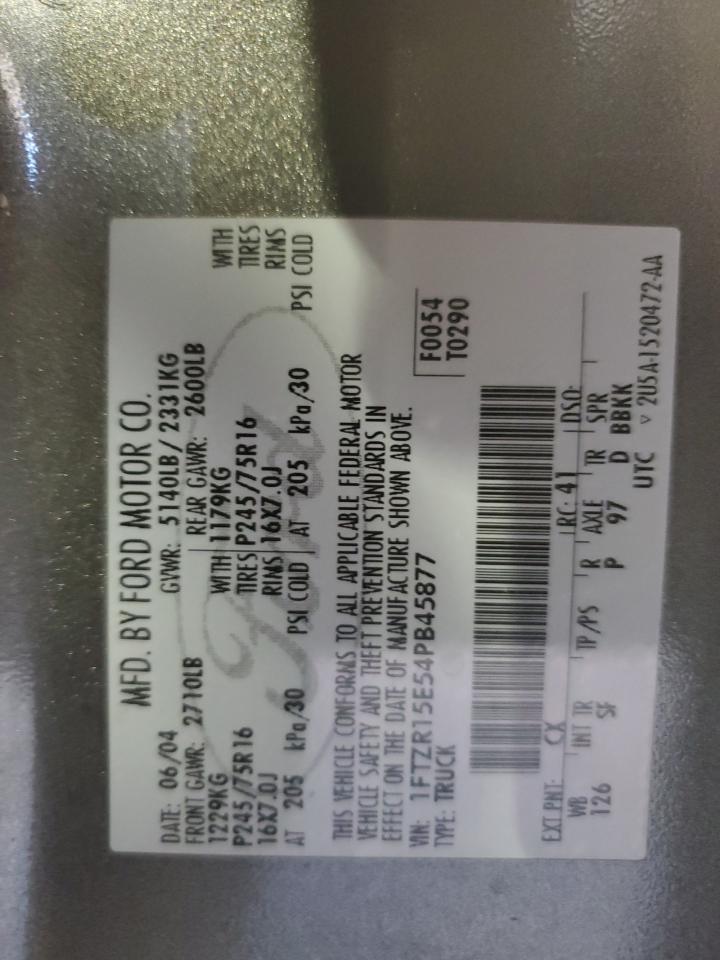 MFD. BY FORD MOTOR CO.
DATE: 06/04 GVWR: 5140LB/ 2331KG
FRONT GAWR: 2710LB REAR GAWR: 2600LB
1229KG WITH 1179KG WITH
P245/75R16 TIRES P245/75R16 TIRES
16X7.0J RIMS 16X7.0J RIMS
AT 205 kPa/30 PSI COLD AT 205 kPa/30 PSI COLD
THIS VEHICLE CONFORMS TO ALL APPLICABLE FEDERAL MOTOR
VEHICLE SAFETY AND THEFT PREVENTION STANDARDS IN
EFFECT ON THE DATE OF MANUFACTURE SHOWN ABOVE.
VIN: 1FTZR15E54PB45877 F0054
TYPE: TRUCK T0290
EXT PNT: CX RC: 41 DSO:
WB INT TR TP/PS R AXLE TR SPR
126 SF P 97 D BBKK
UTC ▽ 2U5A-1520472-AA
Ford